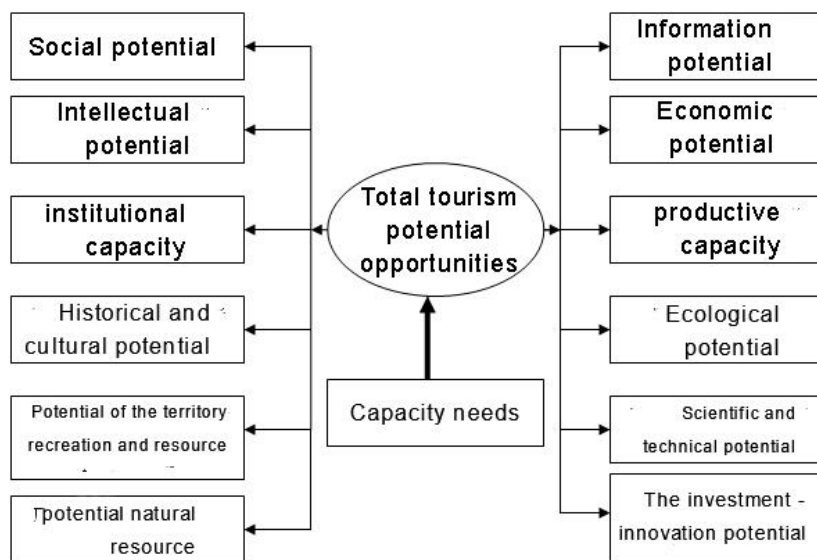 Social potential
Intellectual
potential
institutional
capacity
Historical and
cultural potential
Potential of the territory
recreation and resource
potential natural
resource
Total tourism
potential
opportunities
Capacity needs
Information
potential
Economic
potential
productive
capacity
Ecological
potential
Scientific and
technical potential
The investment -
innovation potential